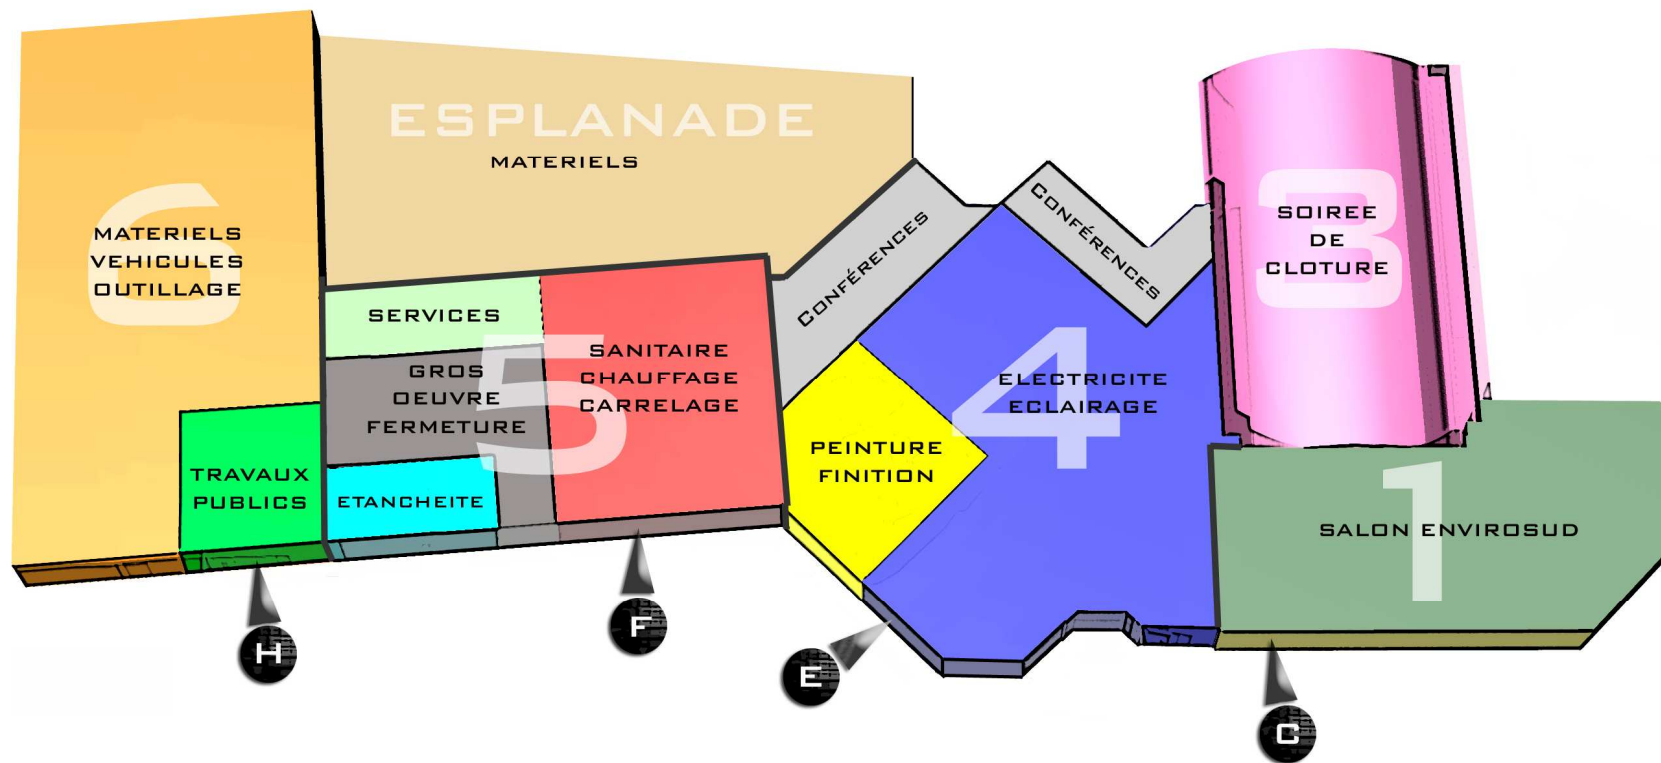 ESPLANADE
MATERIELS
6
MATERIELS
VEHICULES
OUTILLAGE
TRAVAUX
PUBLICS
5
SERVICES
GROS
OEUVRE
FERMETURE
ETANCHEITE
SANITAIRE
CHAUFFAGE
CARRELAGE
CONFÉRENCES
CONFÉRENCES
4
ELECTRICITE
ECLAIRAGE
PEINTURE
FINITION
3
SOIREE
DE
CLOTURE
1
SALON ENVIROSUD
H
F
E
C